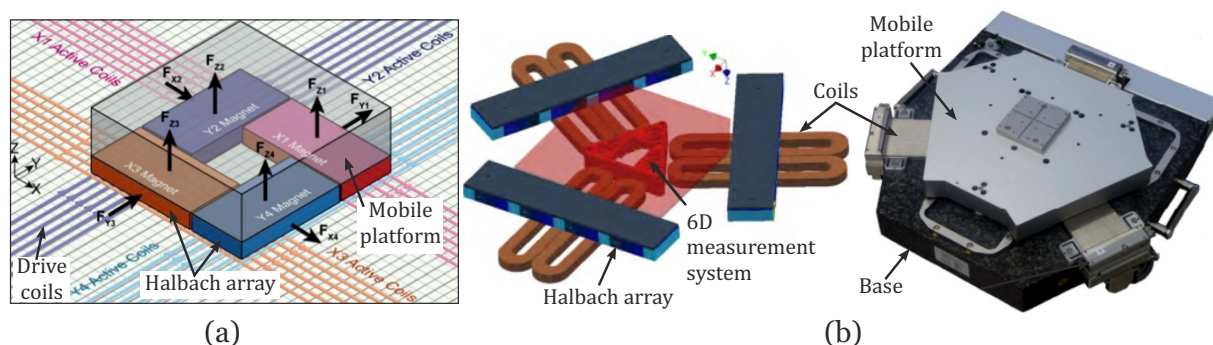 X1 Active Coils
Y2 Active Coils
F_X2
F_Z2
F_Z1
F_Y1
F_Z3
F_Z4
Y2 Magnet
X1 Magnet
X3 Magnet
Y4 Magnet
Z
Y
X
F_Y3
F_X4
Mobile
platform
Drive
coils
Y4 Active Coils
Halbach array
X3 Active Coils
(a)
Y
X
Z
Coils
6D
measurement
system
Halbach array
Mobile
platform
Base
(b)